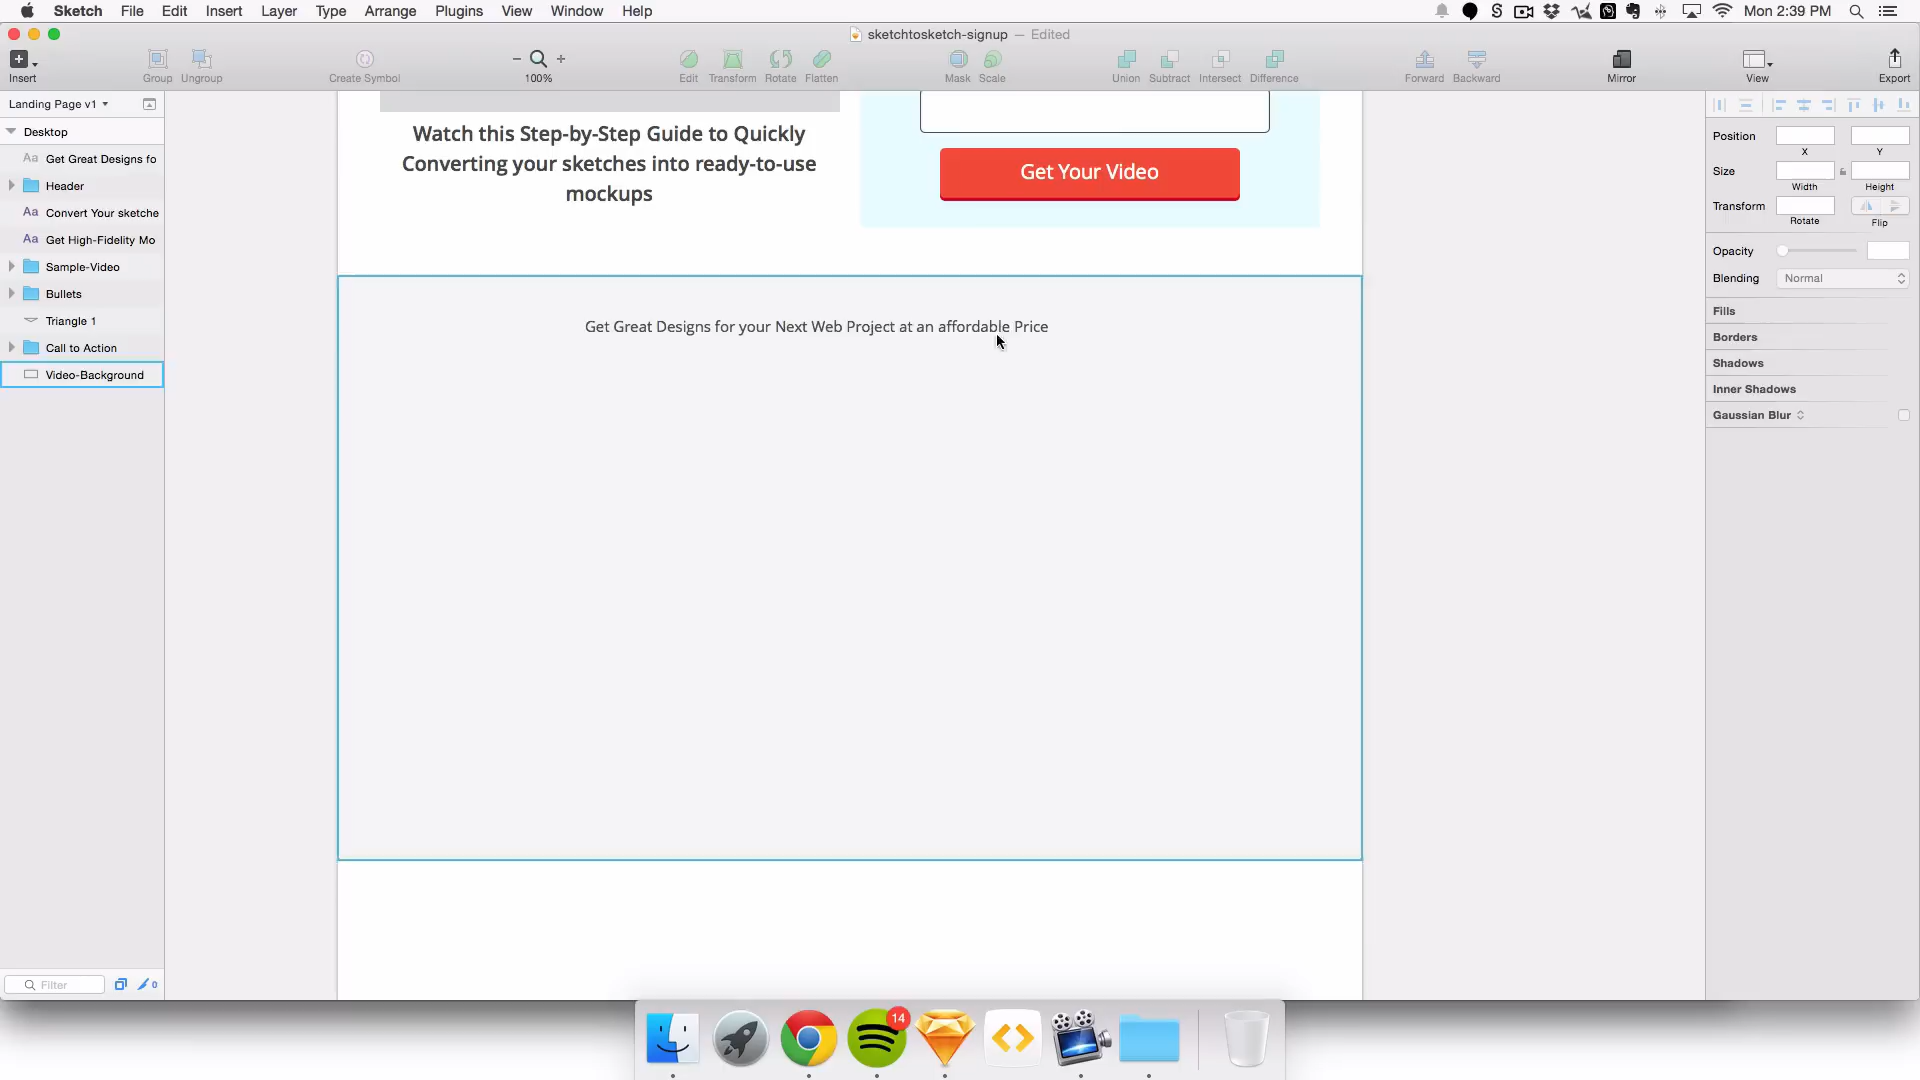 Sketch File Edit Insert Layer Type Arrange Plugins View Window Help Mon 2:39 PM
sketchtosketch-signup — Edited
Insert Group Ungroup Create Symbol 100% Edit Transform Rotate Flatten Mask Scale Union Subtract Intersect Difference Forward Backward Mirror View Export
Landing Page v1
Desktop
Get Great Designs fo
Header
Convert Your sketche
Get High-Fidelity Mo
Sample-Video
Bullets
Triangle 1
Call to Action
Video-Background
Filter
0
Watch this Step-by-Step Guide to Quickly
Converting your sketches into ready-to-use
mockups
Get Your Video
Get Great Designs for your Next Web Project at an affordable Price
Position
X Y
Size
Width Height
Transform
Rotate Flip
Opacity
Blending Normal
Fills
Borders
Shadows
Inner Shadows
Gaussian Blur
14